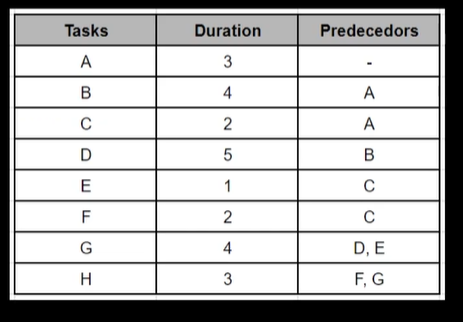 Tasks Duration Predecedors
A 3 -
B 4 A
C 2 A
D 5 B
E 1 C
F 2 C
G 4 D, E
H 3 F, G